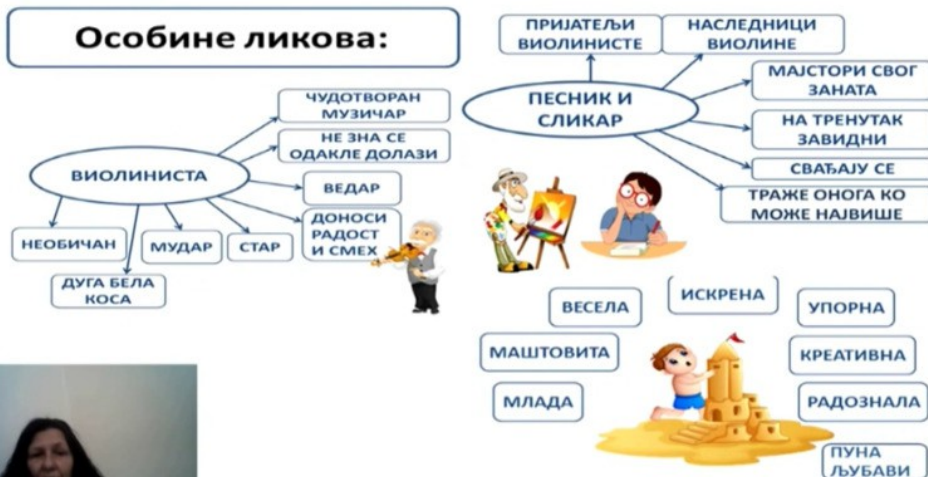 Особине ликова:
ВИОЛИНИСТА
ЧУДОТВОРАН
МУЗИЧАР
НЕ ЗНА СЕ
ОДАКЛЕ ДОЛАЗИ
ВЕДАР
ДОНОСИ
РАДОСТ
И СМЕХ
СТАР
МУДАР
НЕОБИЧАН
ДУГА БЕЛА
КОСА
ПЕСНИК И
СЛИКАР
ПРИЈАТЕЉИ
ВИОЛИНИСТЕ
НАСЛЕДНИЦИ
ВИОЛИНЕ
МАЈСТОРИ СВОГ
ЗАНАТА
НА ТРЕНУТАК
ЗАВИДНИ
СВАЂАЈУ СЕ
ТРАЖЕ ОНОГА КО
МОЖЕ НАЈВИШЕ
ВЕСЕЛА
ИСКРЕНА
УПОРНА
МАШТОВИТА
КРЕАТИВНА
МЛАДА
РАДОЗНАЛА
ПУНА
ЉУБАВИ